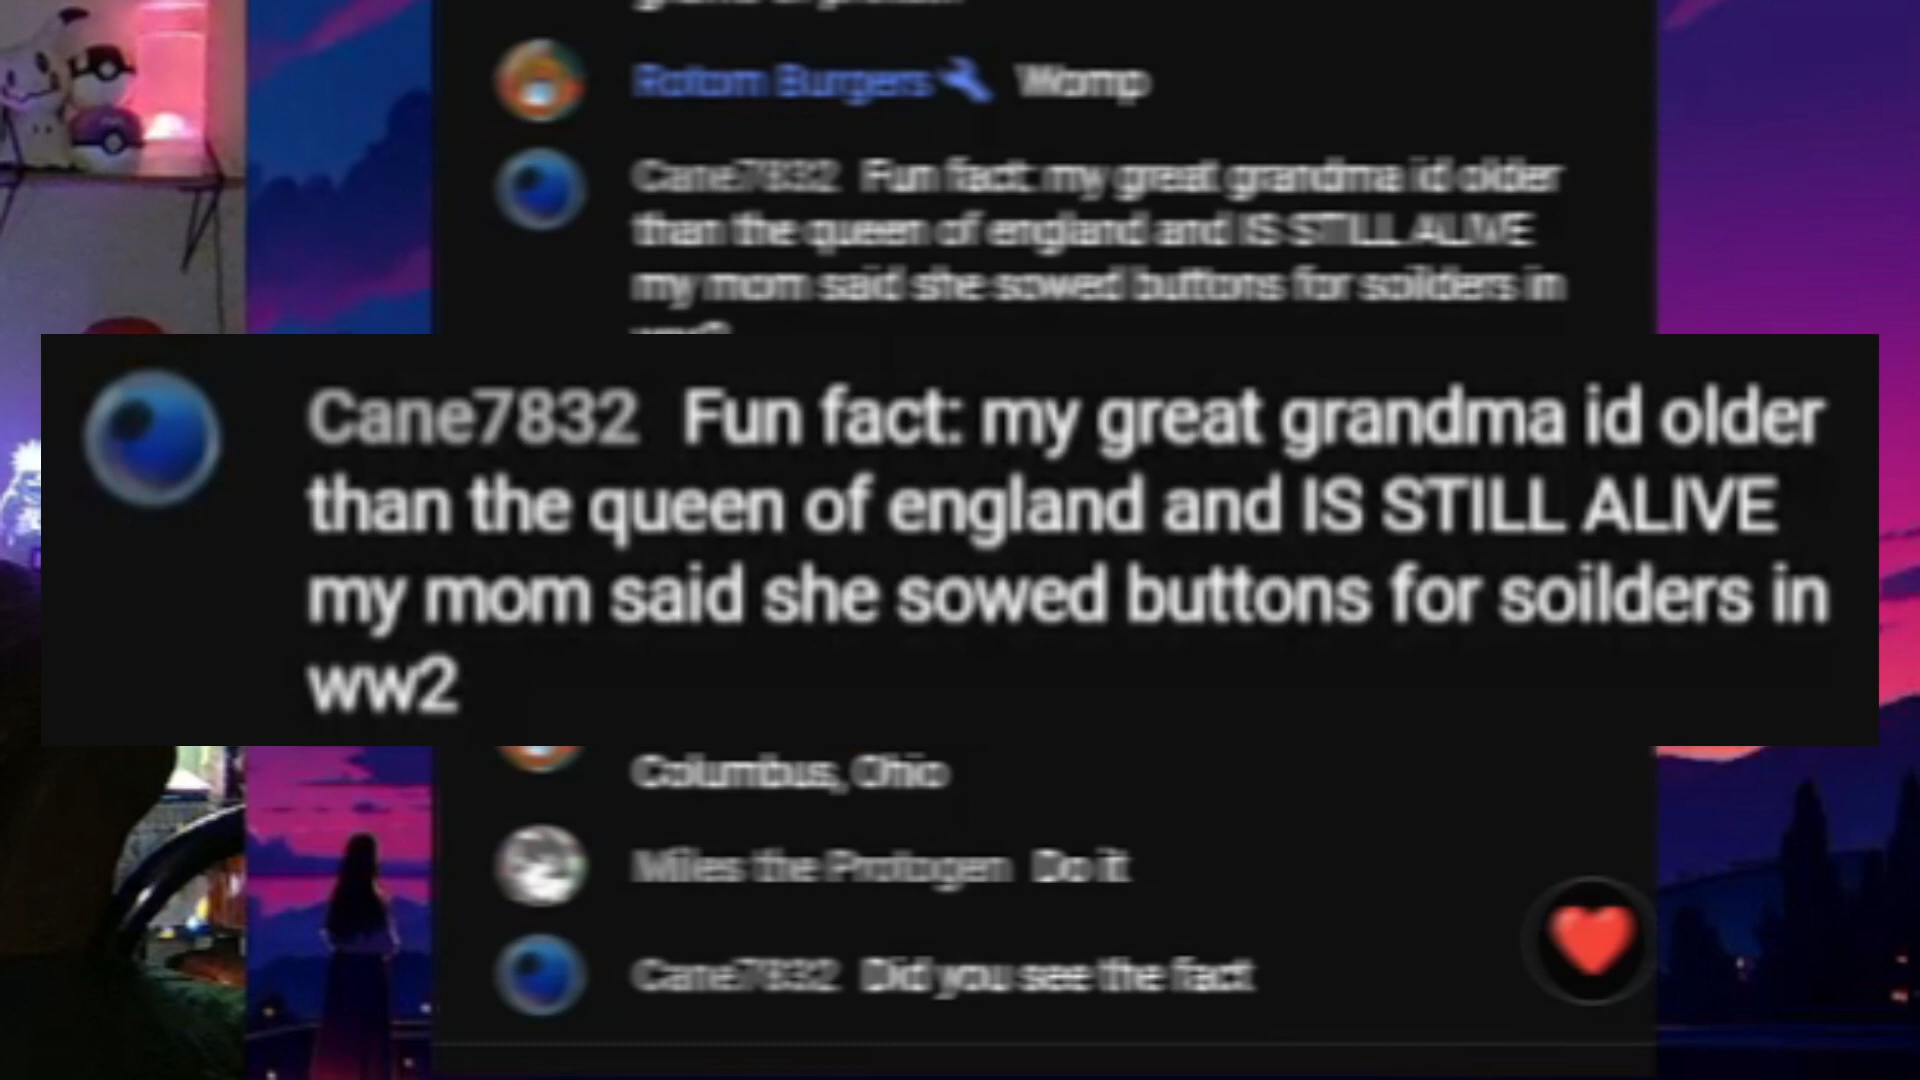 Rotom Burgers Womp
Cane7832 Fun fact: my great grandma id older
than the queen of england and IS STILL ALIVE
my mom said she sowed buttons for soilders in
Cane7832 Fun fact: my great grandma id older
than the queen of england and IS STILL ALIVE
my mom said she sowed buttons for soilders in
ww2
Columbus, Ohio
Miles the Protogen Do it
Cane7832 Did you see the fact